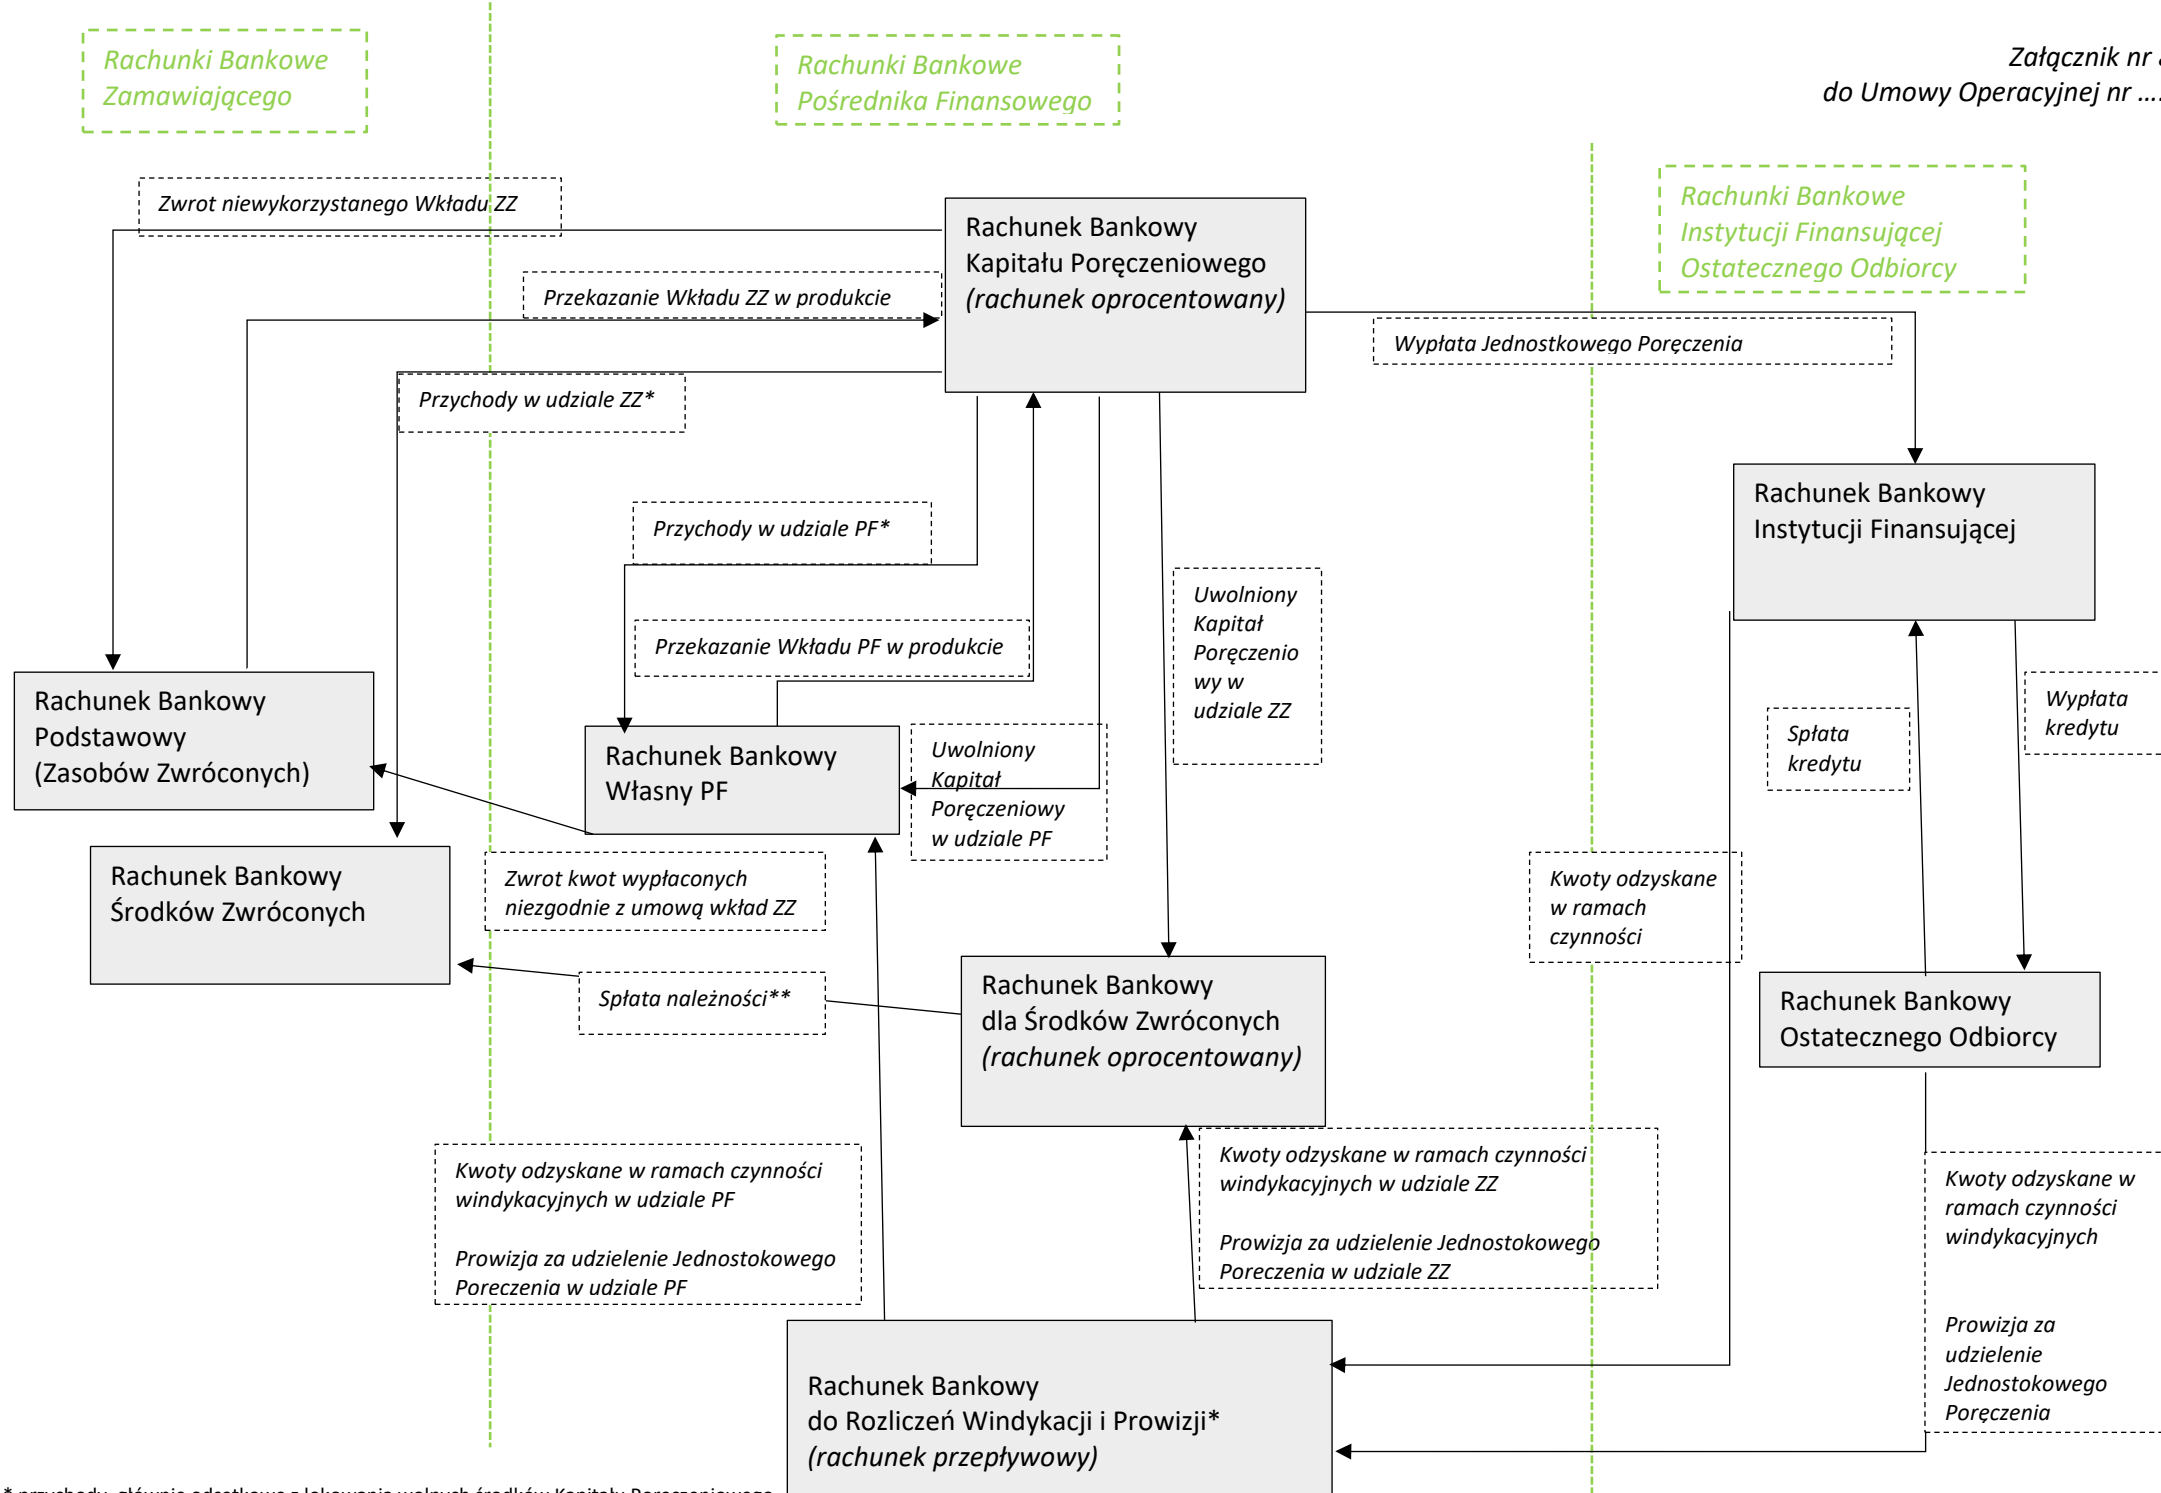 Rachunki Bankowe
Zamawiającego
Rachunki Bankowe
Pośrednika Finansowego
Załącznik nr
do Umowy Operacyjnej nr ….
Rachunki Bankowe
Instytucji Finansującej
Ostatecznego Odbiorcy
Zwrot niewykorzystanego Wkładu ZZ
Rachunek Bankowy
Kapitału Poręczeniowego
(rachunek oprocentowany)
Przekazanie Wkładu ZZ w produkcie
Wypłata Jednostkowego Poręczenia
Przychody w udziale ZZ*
Rachunek Bankowy
Instytucji Finansującej
Przychody w udziale PF*
Uwolniony
Kapitał
Poręczenio
wy w
udziale ZZ
Przekazanie Wkładu PF w produkcie
Rachunek Bankowy
Podstawowy
(Zasobów Zwróconych)
Rachunek Bankowy
Własny PF
Uwolniony
Kapitał
Poręczeniowy
w udziale PF
Spłata
kredytu
Wypłata
kredytu
Rachunek Bankowy
Środków Zwróconych
Zwrot kwot wypłaconych
niezgodnie z umową wkład ZZ
Kwoty odzyskane
w ramach
czynności
Spłata należności**
Rachunek Bankowy
dla Środków Zwróconych
(rachunek oprocentowany)
Rachunek Bankowy
Ostatecznego Odbiorcy
Kwoty odzyskane w ramach czynności
windykacyjnych w udziale PF
Prowizja za udzielenie Jednostokowego
Poreczenia w udziale PF
Kwoty odzyskane w ramach czynności
windykacyjnych w udziale ZZ
Prowizja za udzielenie Jednostokowego
Poreczenia w udziale ZZ
Kwoty odzyskane w
ramach czynności
windykacyjnych
Prowizja za
udzielenie
Jednostokowego
Poręczenia
Rachunek Bankowy
do Rozliczeń Windykacji i Prowizji*
(rachunek przepływowy)